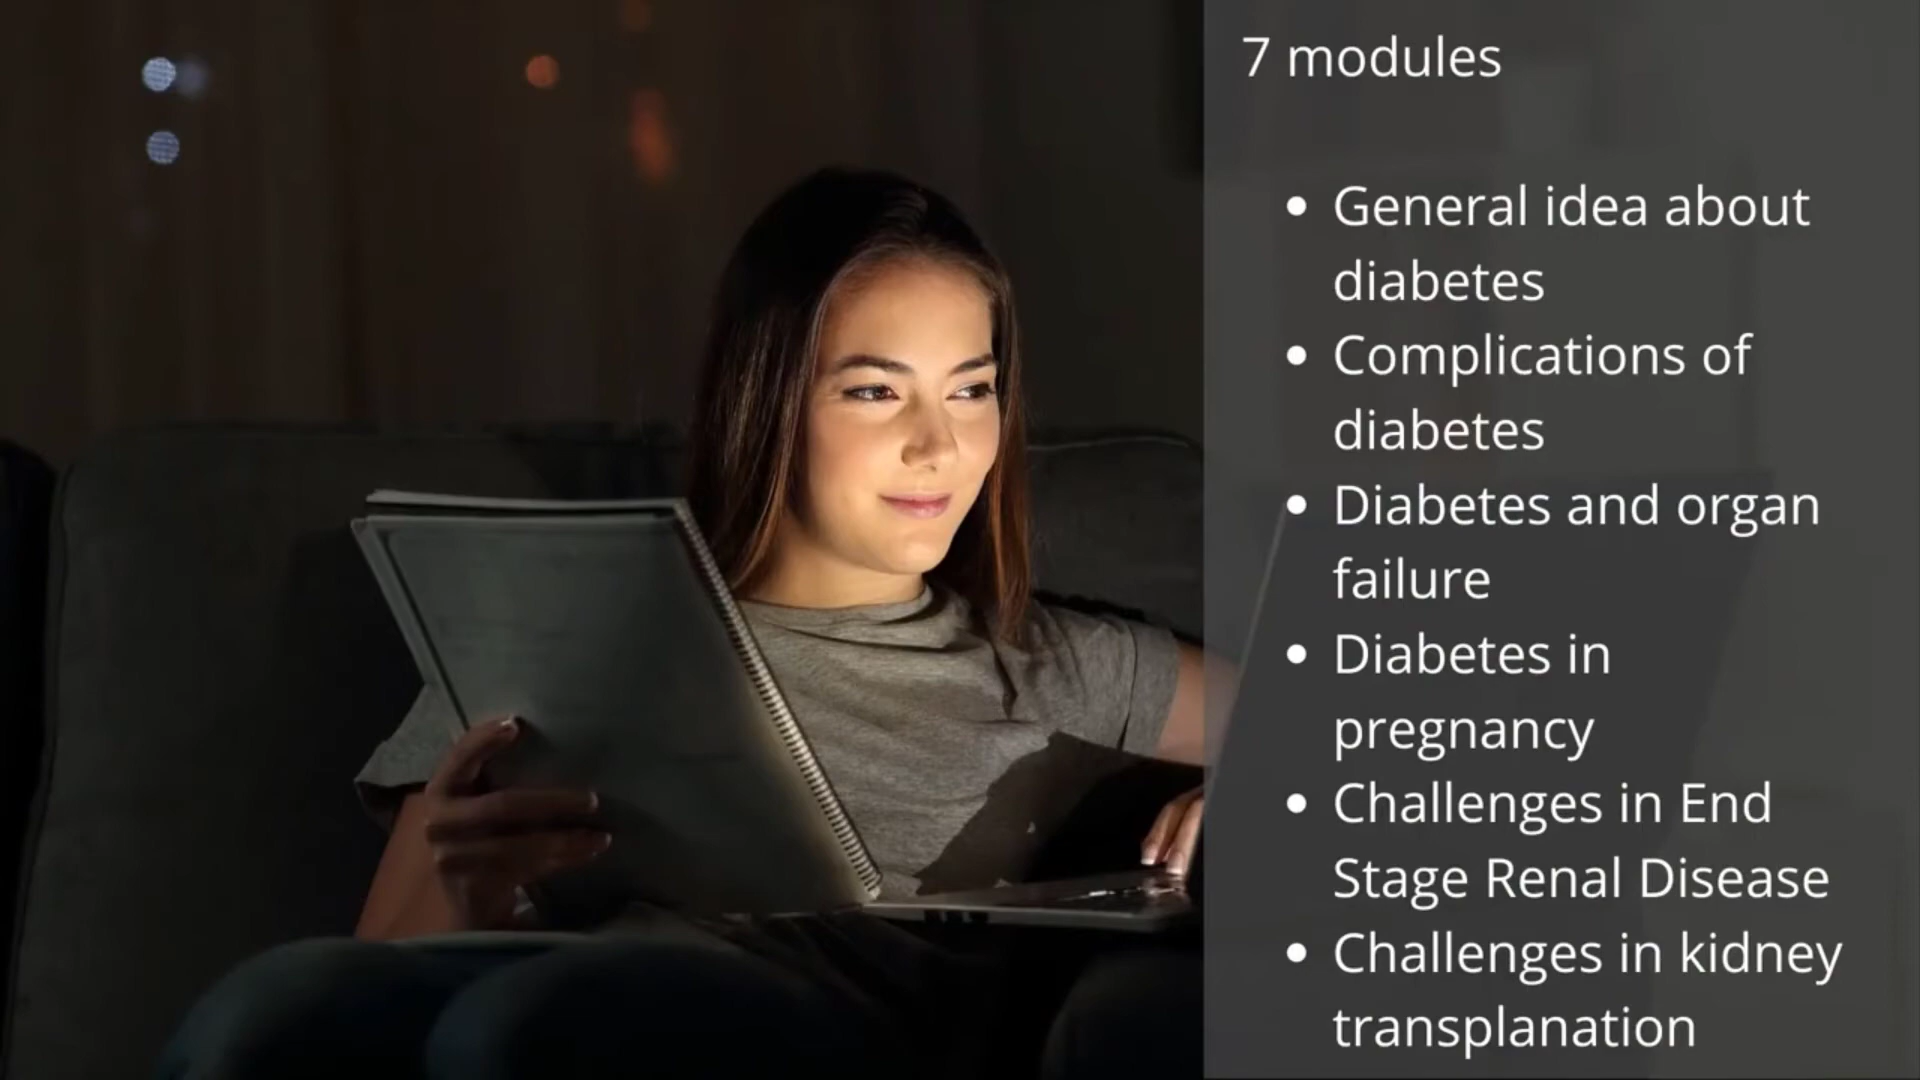 7 modules
• General idea about
diabetes
• Complications of
diabetes
• Diabetes and organ
failure
• Diabetes in
pregnancy
• Challenges in End
Stage Renal Disease
• Challenges in kidney
transplanation